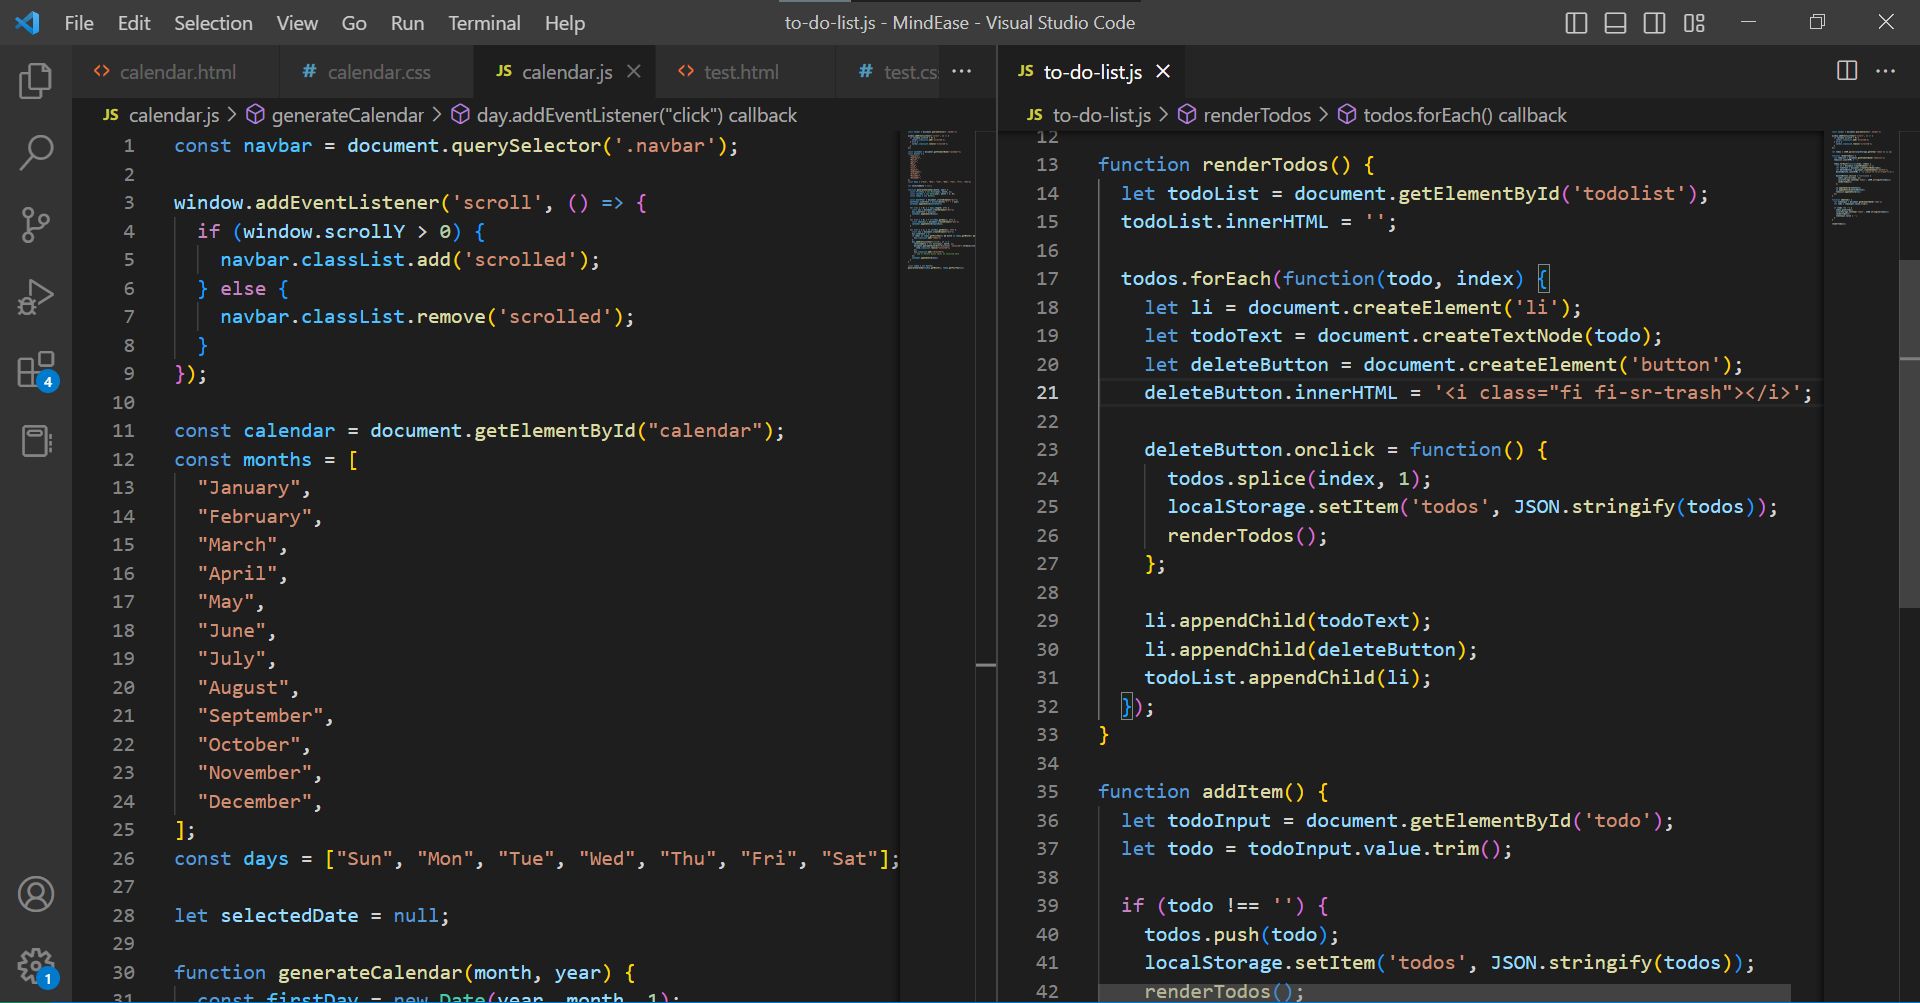 File Edit Selection View Go Run Terminal Help to-do-list.js - MindEase - Visual Studio Code
calendar.html calendar.css JS calendar.js test.html test.cs
JS to-do-list.js
JS calendar.js > generateCalendar > day.addEventListener("click") callback
1 const navbar = document.querySelector('.navbar');
2
3 window.addEventListener('scroll', () => {
4 if (window.scrollY > 0) {
5 navbar.classList.add('scrolled');
6 } else {
7 navbar.classList.remove('scrolled');
8 }
9 });
10
11 const calendar = document.getElementById("calendar");
12 const months = [
13 "January",
14 "February",
15 "March",
16 "April",
17 "May",
18 "June",
19 "July",
20 "August",
21 "September",
22 "October",
23 "November",
24 "December",
25 ];
26 const days = ["Sun", "Mon", "Tue", "Wed", "Thu", "Fri", "Sat"];
27
28 let selectedDate = null;
29
30 function generateCalendar(month, year) {
31 const firstDay = new Date(year, month, 1);
JS to-do-list.js > renderTodos > todos.forEach() callback
12
13 function renderTodos() {
14 let todoList = document.getElementById('todolist');
15 todoList.innerHTML = '';
16
17 todos.forEach(function(todo, index) {
18 let li = document.createElement('li');
19 let todoText = document.createTextNode(todo);
20 let deleteButton = document.createElement('button');
21 deleteButton.innerHTML = '<i class="fi fi-sr-trash"></i>';
22
23 deleteButton.onclick = function() {
24 todos.splice(index, 1);
25 localStorage.setItem('todos', JSON.stringify(todos));
26 renderTodos();
27 };
28
29 li.appendChild(todoText);
30 li.appendChild(deleteButton);
31 todoList.appendChild(li);
32 });
33 }
34
35 function addItem() {
36 let todoInput = document.getElementById('todo');
37 let todo = todoInput.value.trim();
38
39 if (todo !== '') {
40 todos.push(todo);
41 localStorage.setItem('todos', JSON.stringify(todos));
42 renderTodos();
4
1